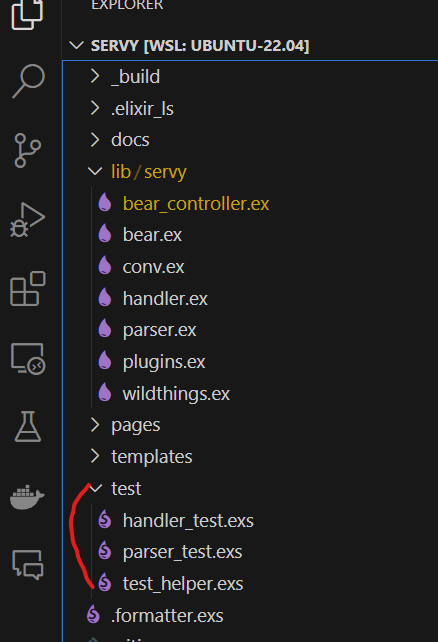 EXPLORER
SERVY [WSL: UBUNTU-22.04]
_build
.elixir_ls
docs
lib/servy
bear_controller.ex
bear.ex
conv.ex
handler.ex
parser.ex
plugins.ex
wildthings.ex
pages
templates
test
handler_test.exs
parser_test.exs
test_helper.exs
.formatter.exs